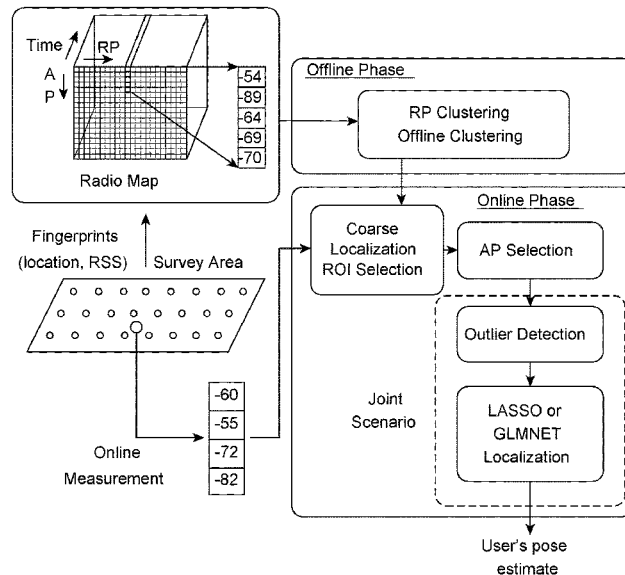 Time
RP
A
P
-54
-89
-64
-69
-70
Radio Map
Offline Phase
RP Clustering
Offline Clustering
Online Phase
Fingerprints
(location, RSS)
Survey Area
Coarse
Localization
ROI Selection
AP Selection
Outlier Detection
Joint
Scenario
LASSO or
GLMNET
Localization
-60
-55
-72
-82
Online
Measurement
User's pose
estimate